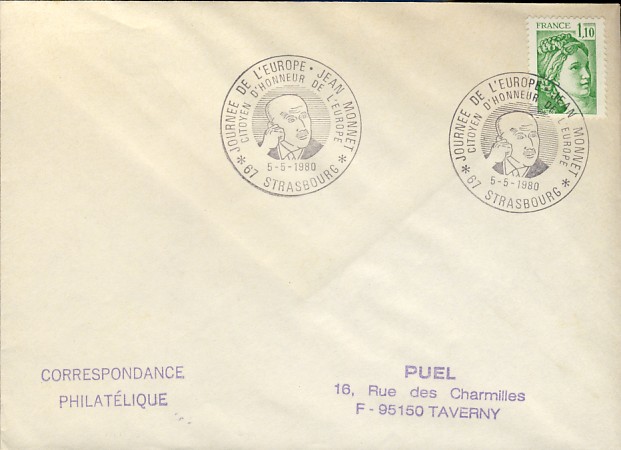 FRANCE
1,10
JOURNEE DE L'EUROPE • JEAN MONNET
CITOYEN D'HONNEUR DE L'EUROPE
5-5-1980
* 67 STRASBOURG *
JOURNEE DE L'EUROPE • JEAN MONNET
CITOYEN D'HONNEUR DE EUROPE
5-5-1980
* 67 STRASBOURG *
CORRESPONDANCE
PHILATÉLIQUE
PUEL
16, Rue des Charmilles
F - 95150 TAVERNY